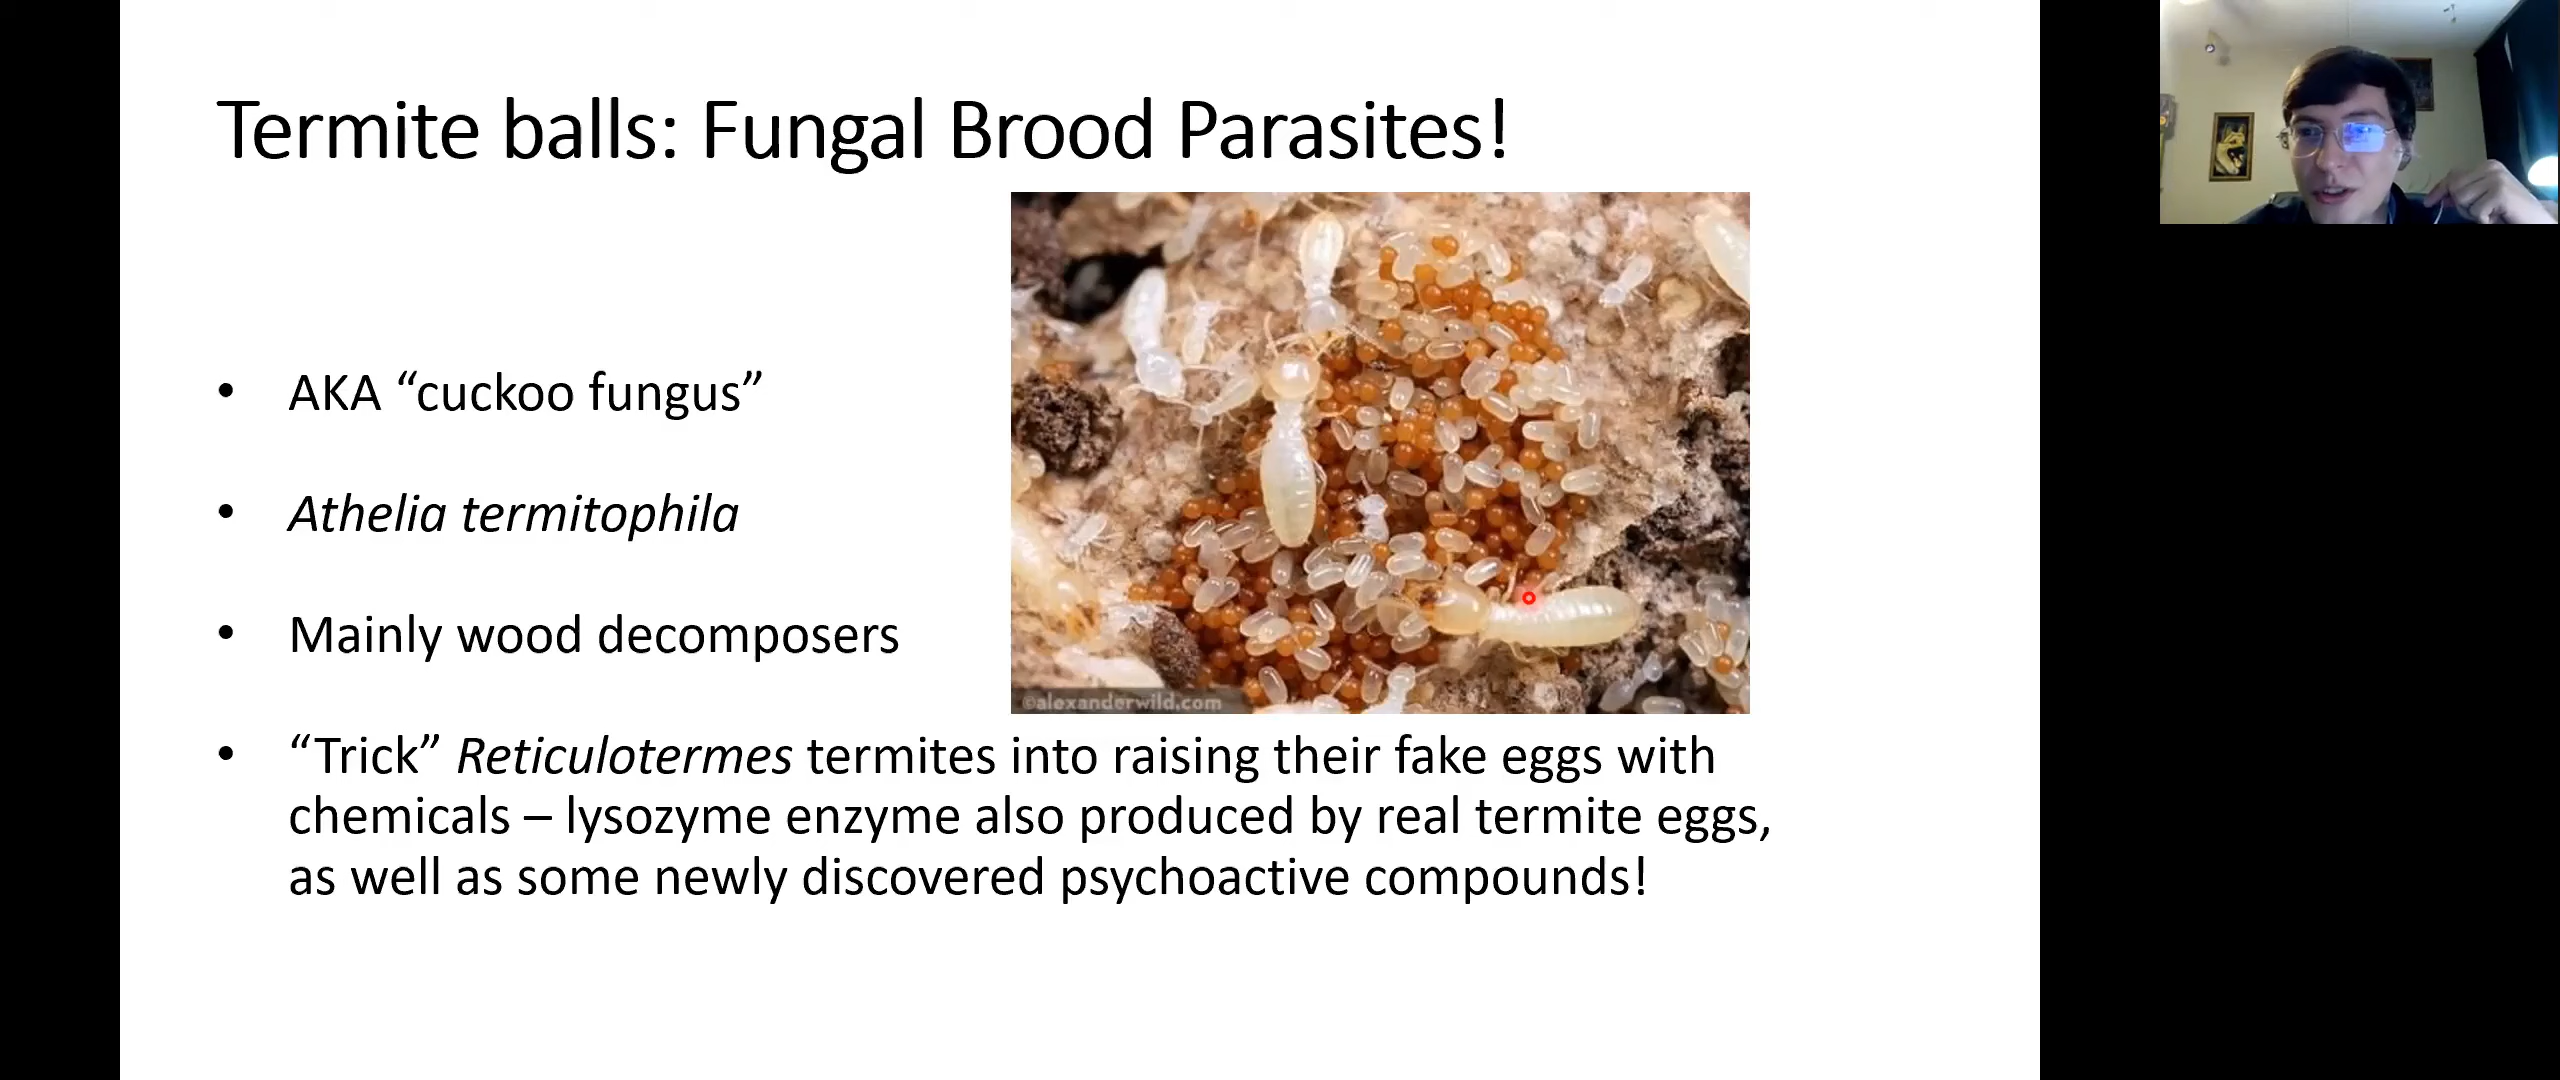 Termite balls: Fungal Brood Parasites!
• AKA “cuckoo fungus”
• Athelia termitophila
• Mainly wood decomposers
©alexanderwild.com
• “Trick” Reticulotermes termites into raising their fake eggs with
chemicals – lysozyme enzyme also produced by real termite eggs,
as well as some newly discovered psychoactive compounds!